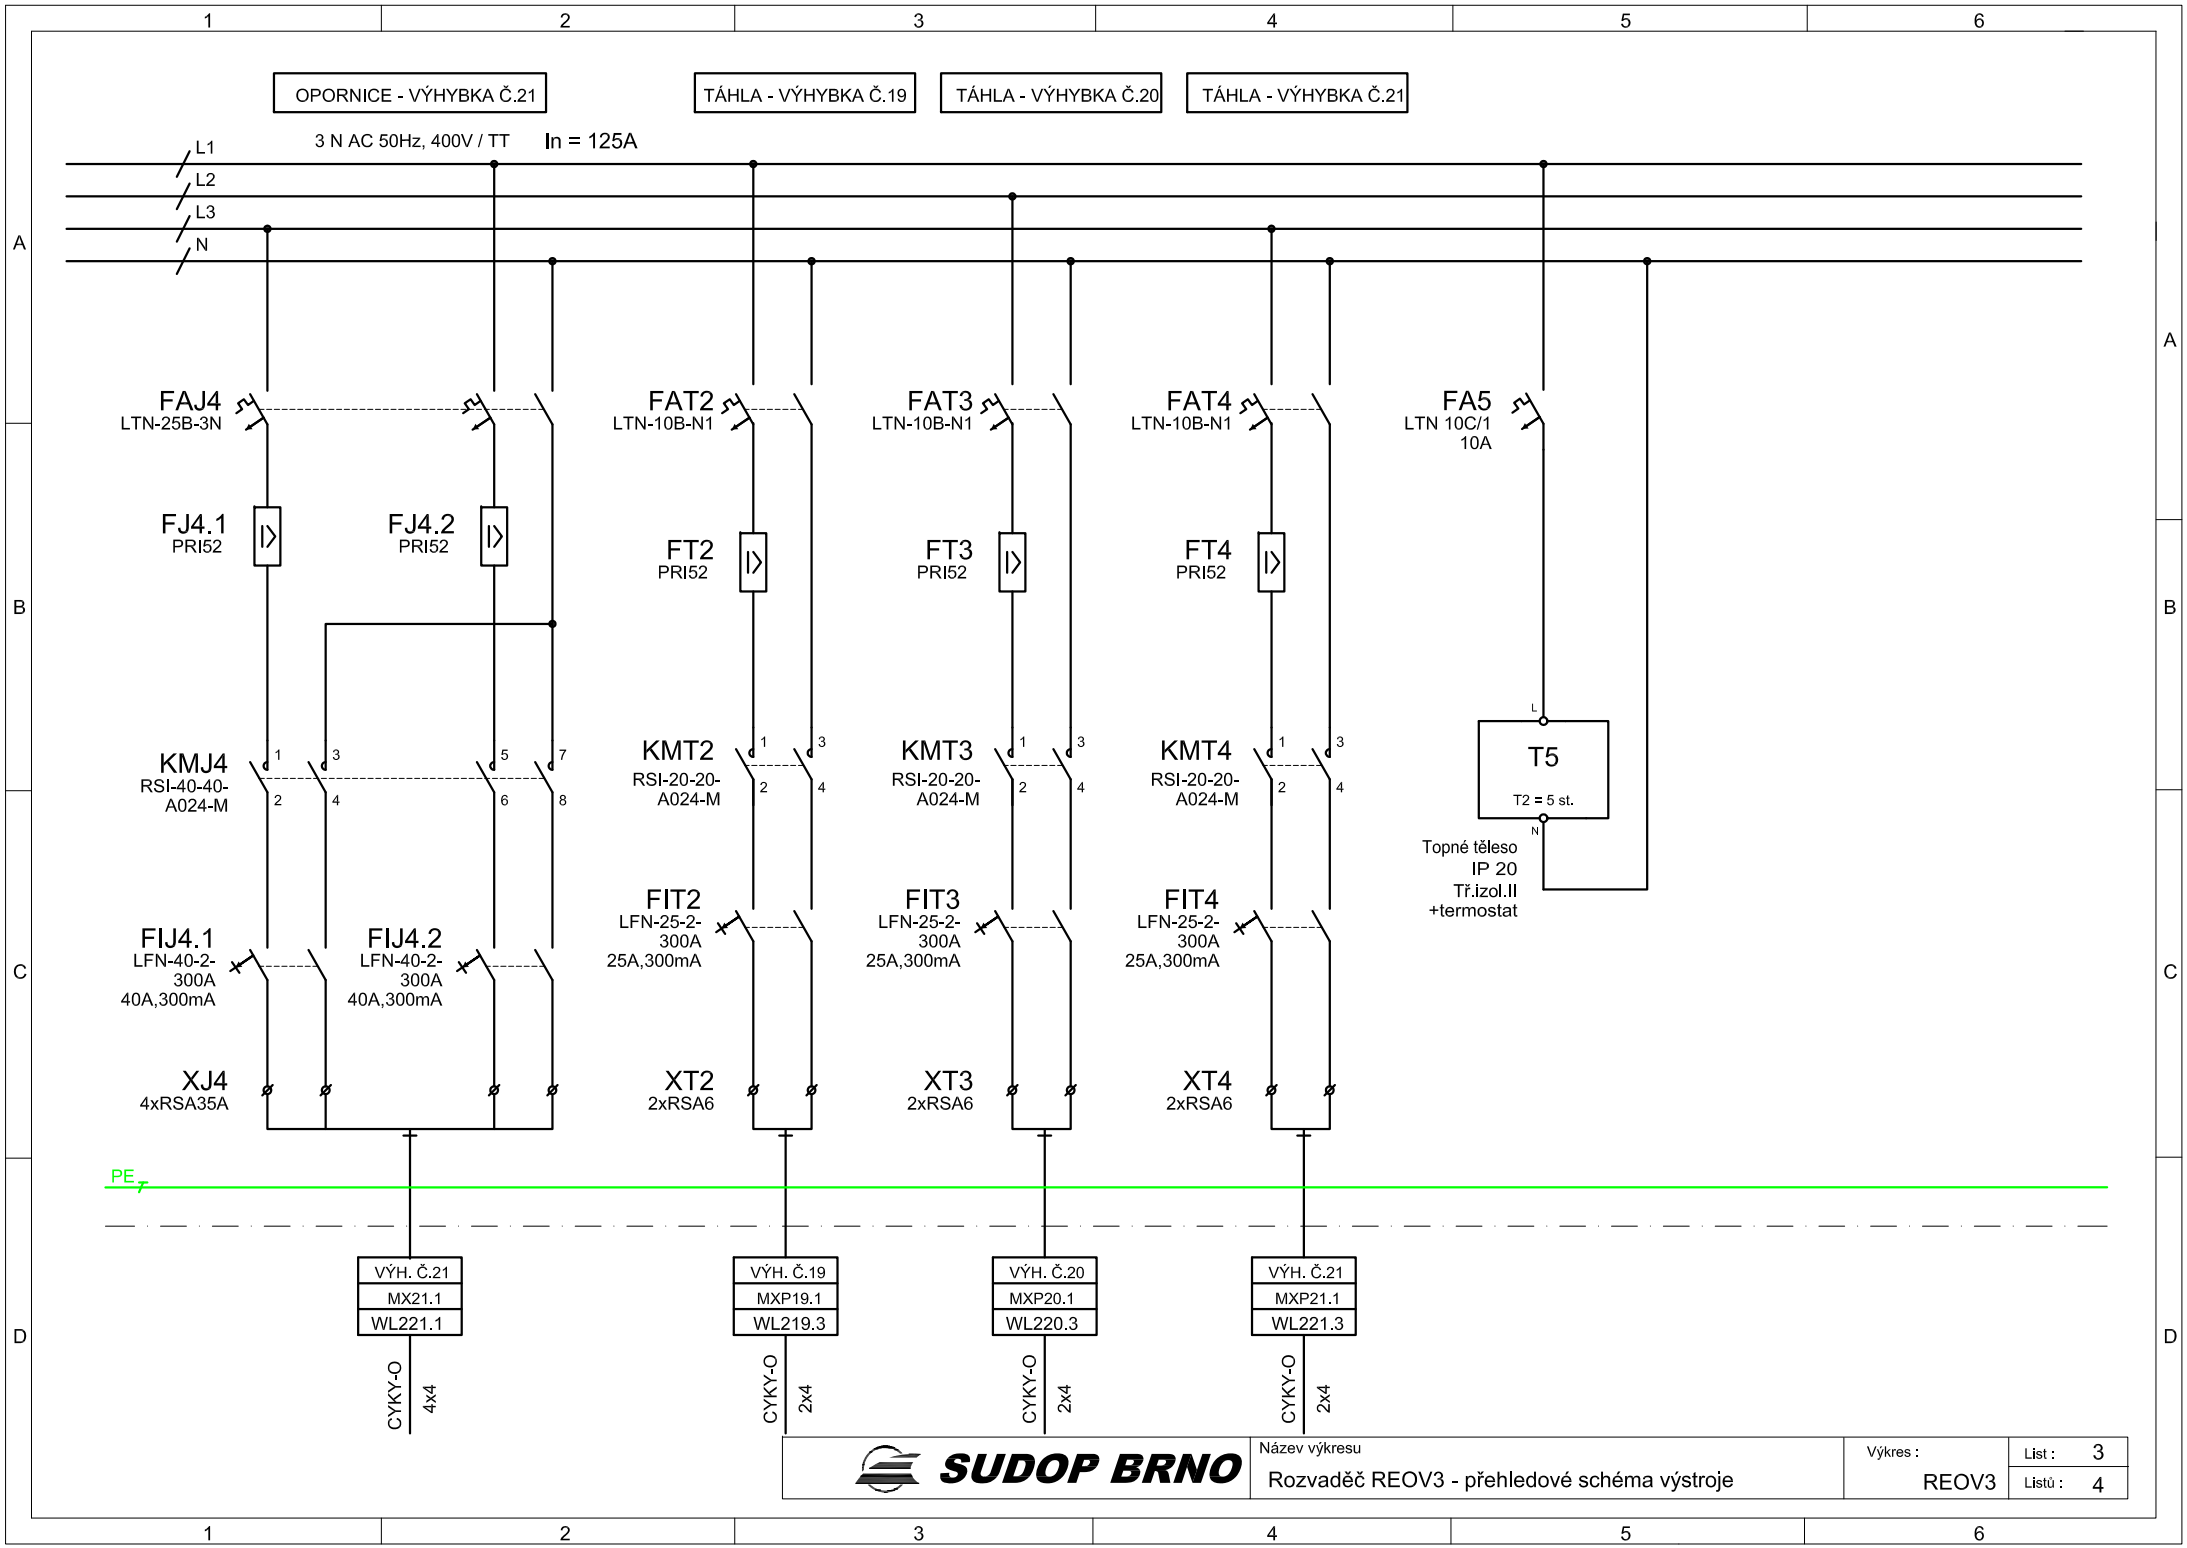 1 2 3 4 5 6
OPORNICE - VÝHYBKA Č.21
TÁHLA - VÝHYBKA Č.19
TÁHLA - VÝHYBKA Č.20
TÁHLA - VÝHYBKA Č.21
3 N AC 50Hz, 400V / TT In = 125A
L1
L2
L3
N
A
A
FAJ4
LTN-25B-3N
FAT2
LTN-10B-N1
FAT3
LTN-10B-N1
FAT4
LTN-10B-N1
FA5
LTN 10C/1
10A
FJ4.1
PRI52
FJ4.2
PRI52
FT2
PRI52
FT3
PRI52
FT4
PRI52
B
B
KMJ4
RSI-40-40-
A024-M
1 3 5 7
2 4 6 8
KMT2
RSI-20-20-
A024-M
1 3
2 4
KMT3
RSI-20-20-
A024-M
1 3
2 4
KMT4
RSI-20-20-
A024-M
1 3
2 4
L
T5
T2 = 5 st.
N
Topné těleso
IP 20
Tř.izol.II
+termostat
FIJ4.1
LFN-40-2-
300A
40A,300mA
FIJ4.2
LFN-40-2-
300A
40A,300mA
FIT2
LFN-25-2-
300A
25A,300mA
FIT3
LFN-25-2-
300A
25A,300mA
FIT4
LFN-25-2-
300A
25A,300mA
C
C
XJ4
4xRSA35A
XT2
2xRSA6
XT3
2xRSA6
XT4
2xRSA6
PE
VÝH. Č.21
MX21.1
WL221.1
CYKY-O
4x4
VÝH. Č.19
MXP19.1
WL219.3
CYKY-O
2x4
VÝH. Č.20
MXP20.1
WL220.3
CYKY-O
2x4
VÝH. Č.21
MXP21.1
WL221.3
CYKY-O
2x4
D
D
SUDOP BRNO
Název výkresu
Rozvaděč REOV3 - přehledové schéma výstroje
Výkres :
REOV3
List : 3
Listů : 4
1 2 3 4 5 6